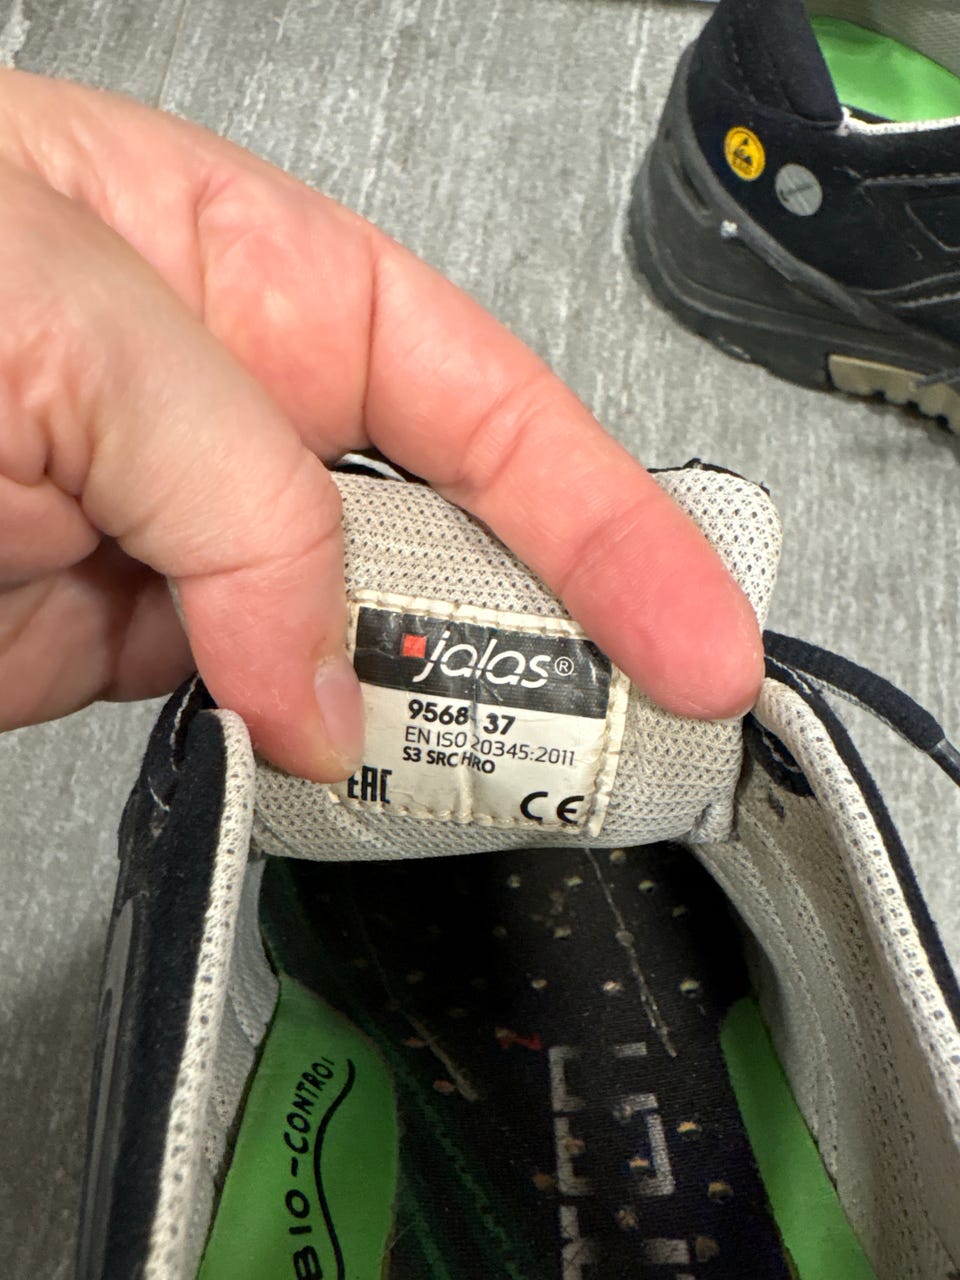 jalas®
9568 37
EN ISO 20345:2011
S3 SRC HRO
EAC
CE
BIO-CONTROL